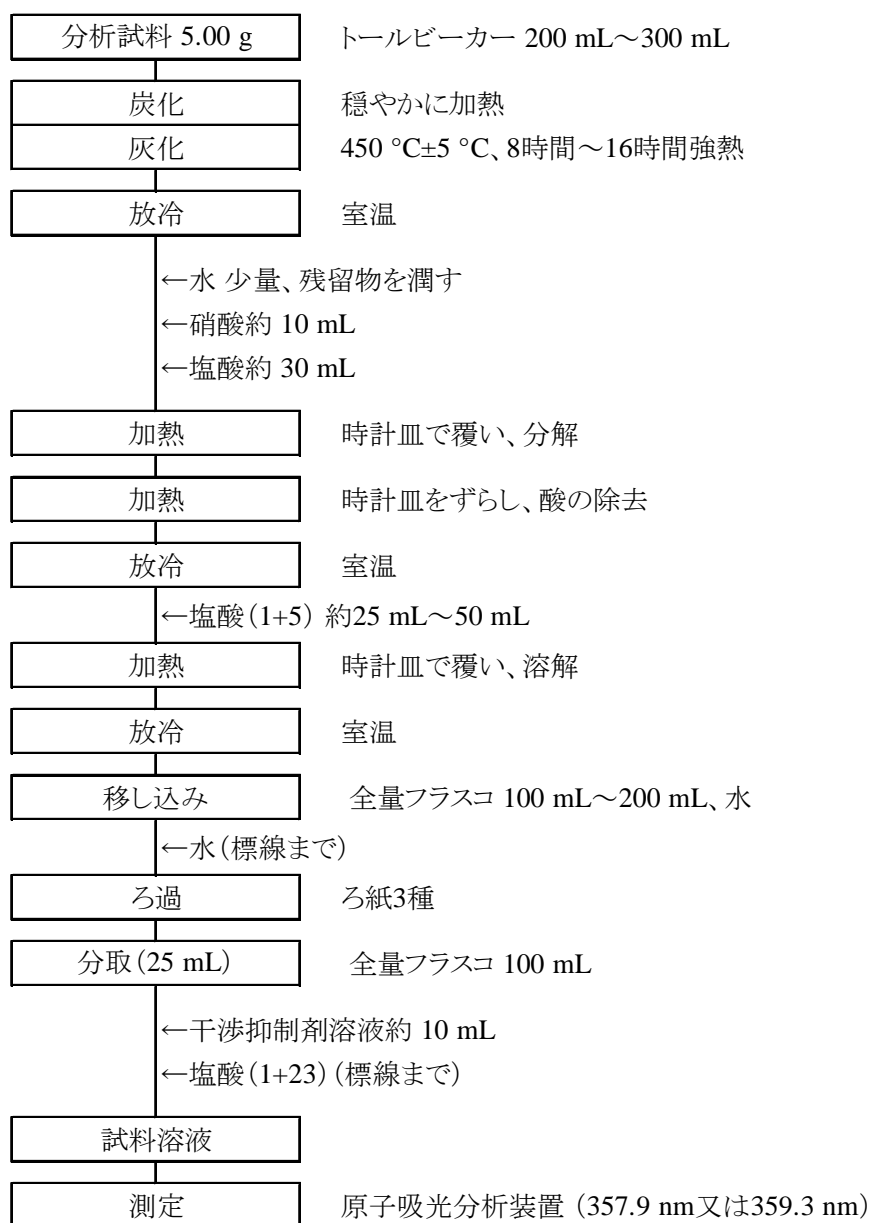 分析試料 5.00 g トールビーカー 200 mL～300 mL
炭化 穏やかに加熱
灰化 450 °C±5 °C、8時間～16時間強熱
放冷 室温
←水 少量、残留物を潤す
←硝酸約 10 mL
←塩酸約 30 mL
加熱 時計皿で覆い、分解
加熱 時計皿をずらし、酸の除去
放冷 室温
←塩酸（1+5） 約25 mL～50 mL
加熱 時計皿で覆い、溶解
放冷 室温
移し込み 全量フラスコ 100 mL～200 mL、水
←水（標線まで）
ろ過 ろ紙3種
分取（25 mL） 全量フラスコ 100 mL
←干渉抑制剤溶液約 10 mL
←塩酸（1+23）（標線まで）
試料溶液
測定 原子吸光分析装置 （357.9 nm又は359.3 nm）